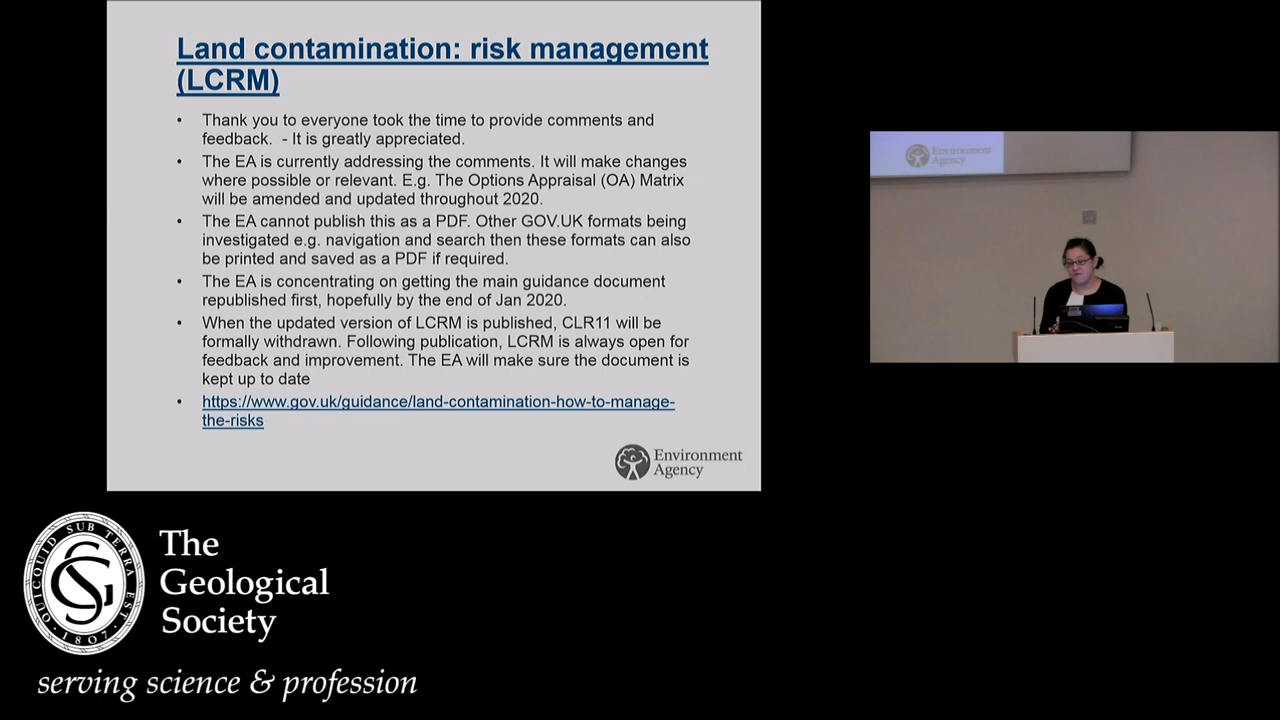 Land contamination: risk management
(LCRM)
• Thank you to everyone took the time to provide comments and
feedback. - It is greatly appreciated.
• The EA is currently addressing the comments. It will make changes
where possible or relevant. E.g. The Options Appraisal (OA) Matrix
will be amended and updated throughout 2020.
• The EA cannot publish this as a PDF. Other GOV.UK formats being
investigated e.g. navigation and search then these formats can also
be printed and saved as a PDF if required.
• The EA is concentrating on getting the main guidance document
republished first, hopefully by the end of Jan 2020.
• When the updated version of LCRM is published, CLR11 will be
formally withdrawn. Following publication, LCRM is always open for
feedback and improvement. The EA will make sure the document is
kept up to date
• https://www.gov.uk/guidance/land-contamination-how-to-manage-
the-risks
Environment
Agency
Environment
Agency
QUICQUID SUB TERRA EST
· 1807 ·
The
Geological
Society
serving science & profession